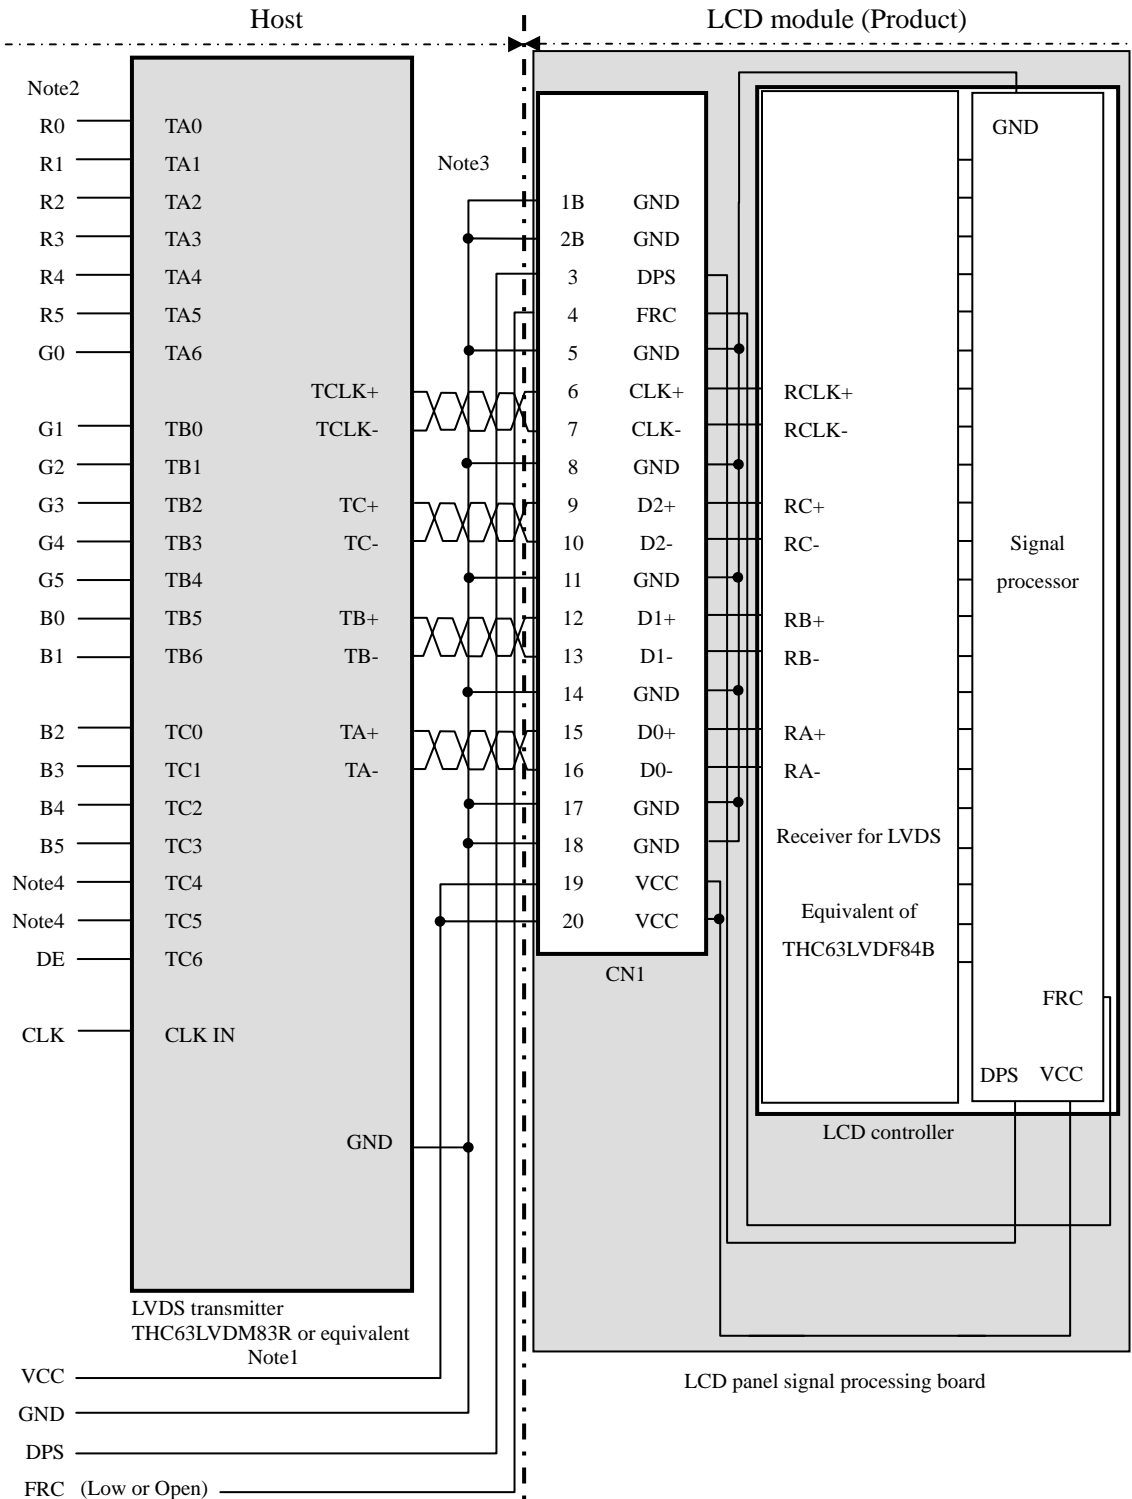 Host LCD module (Product)
Note2
R0 TA0 GND
R1 TA1 Note3
R2 TA2 1B GND
R3 TA3 2B GND
R4 TA4 3 DPS
R5 TA5 4 FRC
G0 TA6 5 GND
TCLK+ 6 CLK+ RCLK+
G1 TB0 TCLK- 7 CLK- RCLK-
G2 TB1 8 GND
G3 TB2 TC+ 9 D2+ RC+
G4 TB3 TC- 10 D2- RC- Signal
G5 TB4 11 GND processor
B0 TB5 TB+ 12 D1+ RB+
B1 TB6 TB- 13 D1- RB-
14 GND
B2 TC0 TA+ 15 D0+ RA+
B3 TC1 TA- 16 D0- RA-
B4 TC2 17 GND
B5 TC3 18 GND Receiver for LVDS
Note4 TC4 19 VCC
Note4 TC5 20 VCC Equivalent of
DE TC6 THC63LVDF84B
CN1
FRC
CLK CLK IN
DPS VCC
GND LCD controller
LVDS transmitter
THC63LVDM83R or equivalent
Note1
VCC LCD panel signal processing board
GND
DPS
FRC (Low or Open)